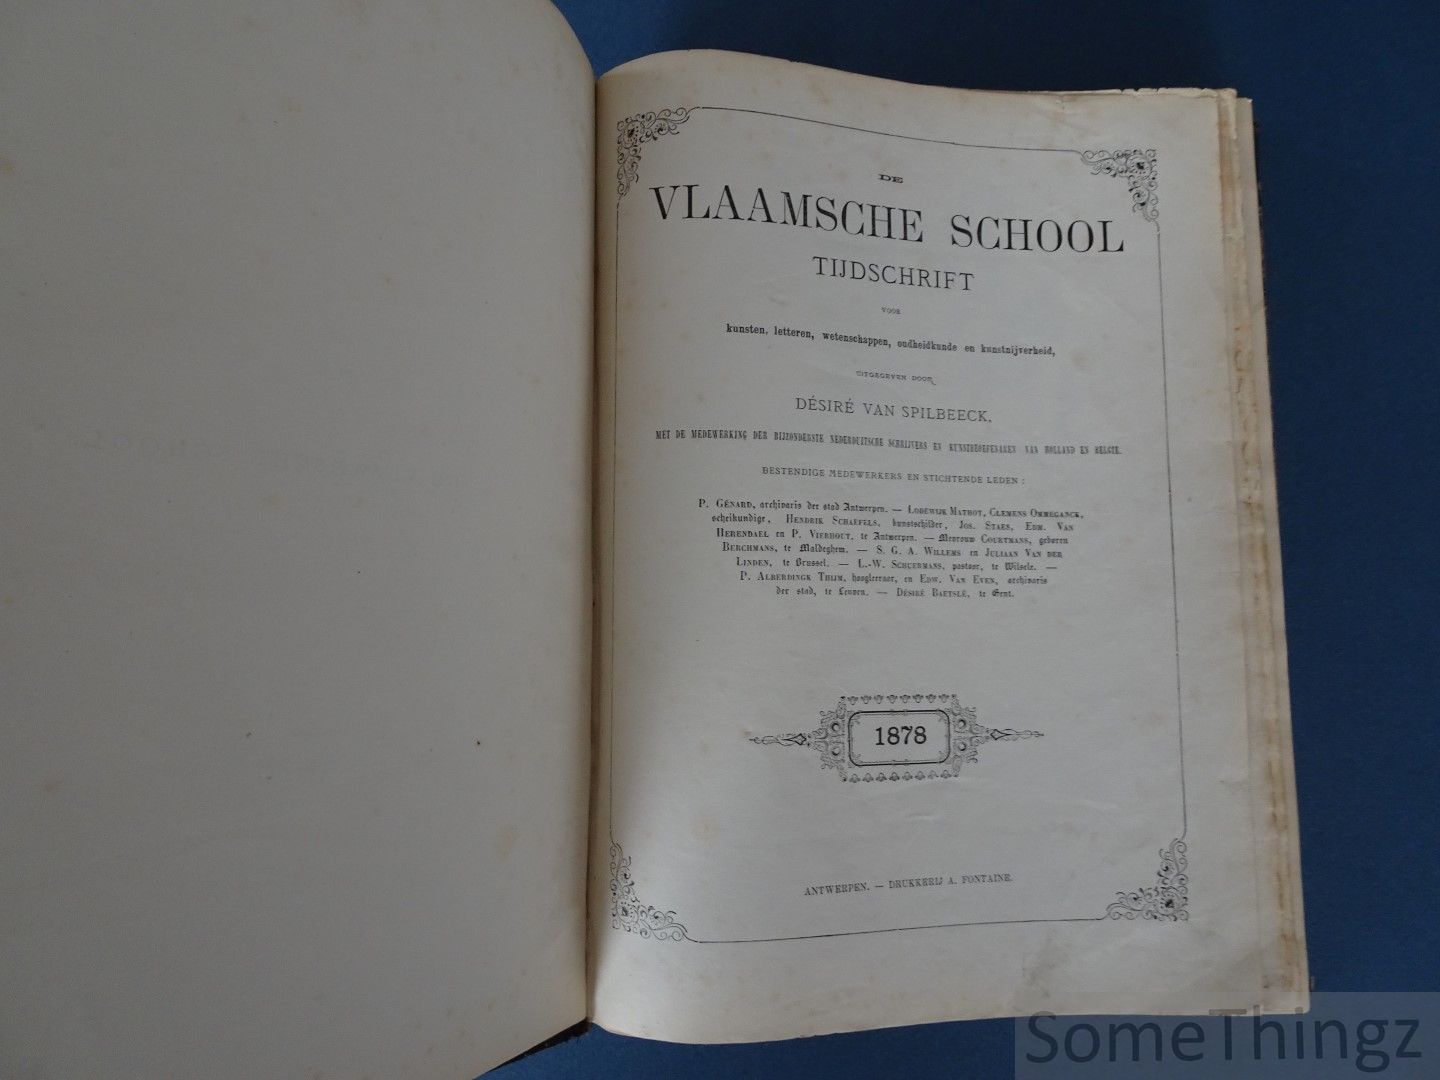 DE
VLAAMSCHE SCHOOL
TIJDSCHRIFT
VOOR
kunsten, letteren, wetenschappen, oudheidkunde en kunstnijverheid,
UITGEGEVEN DOOR
DÉSIRÉ VAN SPILBEECK,
MET DE MEDEWERKING DER BIJZONDERSTE NEDERDUITSCHE SCHRIJVERS EN KUNSTBEOEFENAREN VAN HOLLAND EN BELGIE.
BESTENDIGE MEDEWERKERS EN STICHTENDE LEDEN :
P. GÉNARD, archivaris der stad Antwerpen. — LODEWIJK MATHOT, CLEMENS OMMEGANCK,
scheikundige, HENDRIK SCHAEFELS, kunstschilder, JOS. STAES, EDM. VAN
HERENDAEL en P. VIERHOUT, te Antwerpen. — Mevrouw COURTMANS, geboren
BERCHMANS, te Maldeghem. — S. G. A. WILLEMS en JULIAAN VAN DER
LINDEN, te Brussel. — L.-W. SCHUERMANS, pastoor, te Wilsele. —
P. ALBERDINGK THIJM, hoogleeraar, en EDW. VAN EVEN, archivaris
der stad, te Leuven. — DÉSIRÉ BAETSLÉ, te Gent.
1878
ANTWERPEN. — DRUKKERIJ A. FONTAINE.
SomeThingz